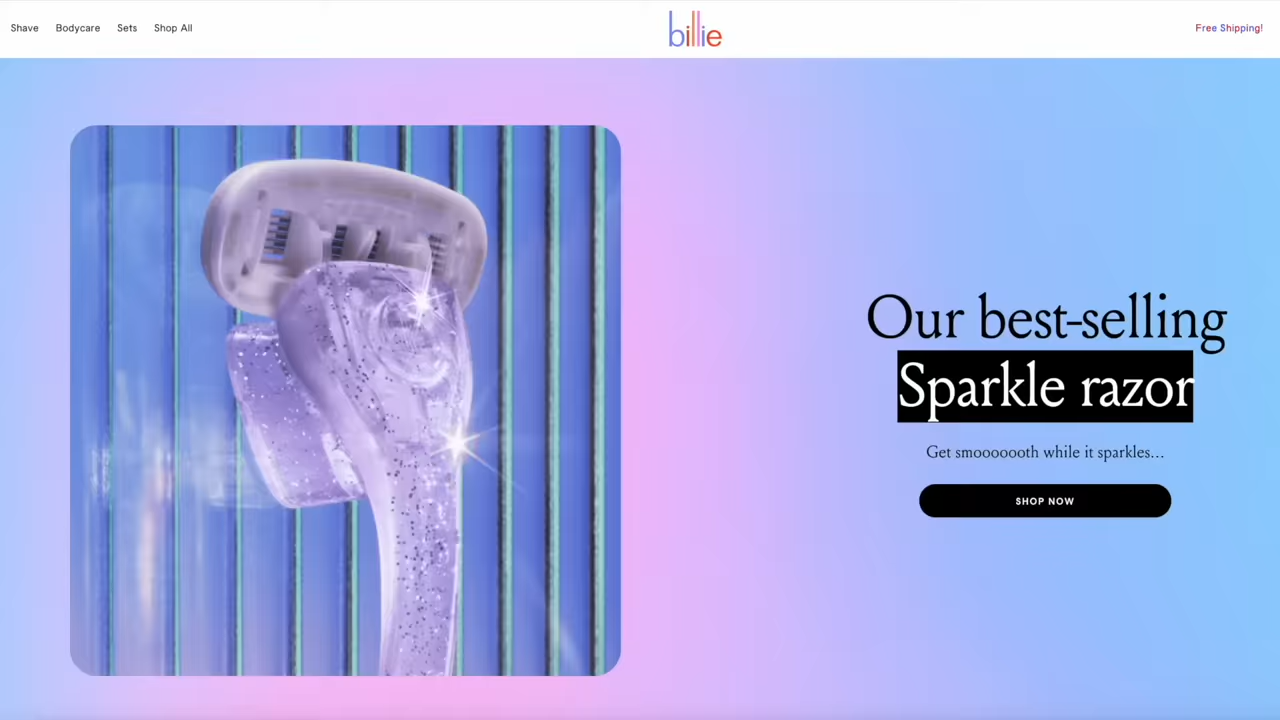 Shave
Bodycare
Sets
Shop All
billie
Free Shipping!
Our best-selling
Sparkle razor
Get smooooooth while it sparkles...
SHOP NOW